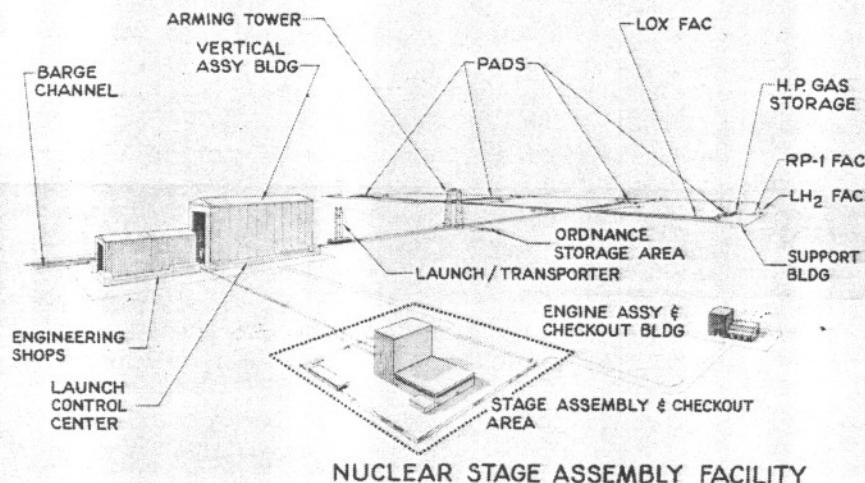 ARMING TOWER
LOX FAC
VERTICAL
ASSY BLDG
PADS
BARGE
CHANNEL
H.P. GAS
STORAGE
RP-1 FAC
LH₂ FAC
ORDNANCE
STORAGE AREA
SUPPORT
BLDG
LAUNCH/TRANSPORTER
ENGINE ASSY &
CHECKOUT BLDG
ENGINEERING
SHOPS
LAUNCH
CONTROL
CENTER
STAGE ASSEMBLY & CHECKOUT
AREA
NUCLEAR STAGE ASSEMBLY FACILITY